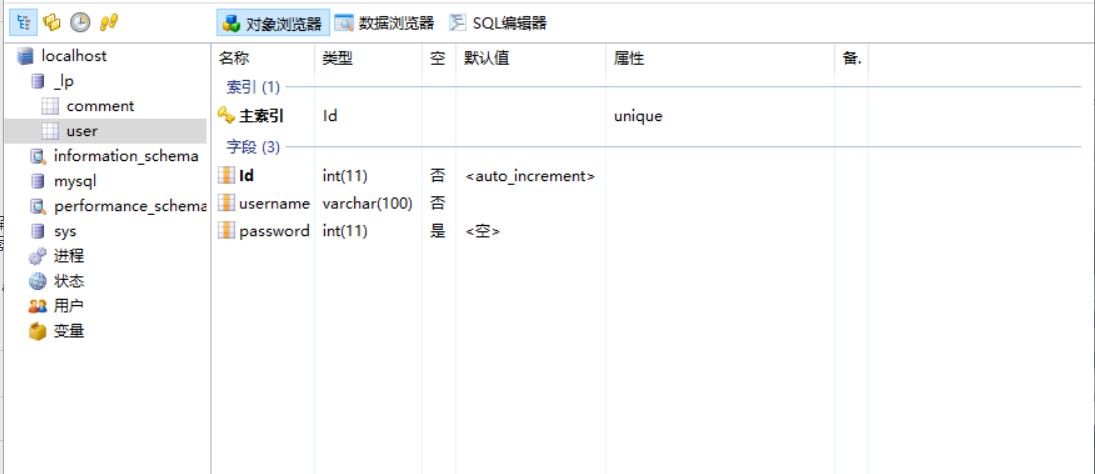 对象浏览器 数据浏览器 SQL编辑器
localhost
_lp
comment
user
information_schema
mysql
performance_schema
sys
进程
状态
用户
变量
名称 类型 空 默认值 属性 备.
索引 (1)
主索引 Id unique
字段 (3)
Id int(11) 否 <auto_increment>
username varchar(100) 否
password int(11) 是 <空>